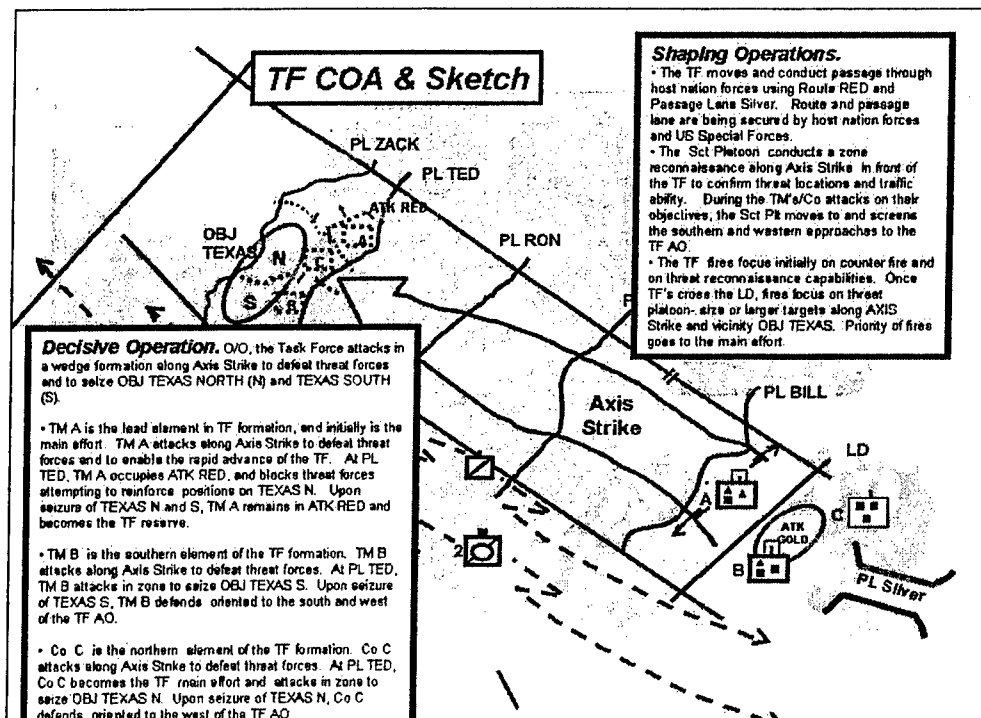 TF COA & Sketch
Shaping Operations.
• The TF moves and conduct passage through
host nation forces using Route RED and
Passage Lane Silver. Route and passage
lane are being secured by host nation forces
and US Special Forces.
• The Sct Platoon conducts a zone
reconnaissance along Axis Strike in front of
the TF to confirm threat locations and traffic
ability. During the TM's/Co attacks on their
objectives, the Sct Plt moves to and screens
the southern and western approaches to the
TF AO.
• The TF fires focus initially on counter fire and
on threat reconnaissance capabilities. Once
TF's cross the LD, fires focus on threat
platoon-size or larger targets along AXIS
Strike and vicinity OBJ TEXAS. Priority of fires
goes to the main effort.
PL ZACK
PL TED
ATK RED
OBJ
TEXAS
N
S
A
R
PL RON
P
Axis
Strike
PL BILL
LD
A
ATK
GOLD
C
B
PL Silver
2
Decisive Operation. O/O, the Task Force attacks in
a wedge formation along Axis Strike to defeat threat forces
and to seize OBJ TEXAS NORTH (N) and TEXAS SOUTH
(S).
• TM A is the lead element in TF formation, and initially is the
main effort. TM A attacks along Axis Strike to defeat threat
forces and to enable the rapid advance of the TF. At PL
TED, TM A occupies ATK RED, and blocks threat forces
attempting to reinforce positions on TEXAS N. Upon
seizure of TEXAS N and S, TM A remains in ATK RED and
becomes the TF reserve.
• TM B is the southern element of the TF formation. TM B
attacks along Axis Strike to defeat threat forces. At PL TED,
TM B attacks in zone to seize OBJ TEXAS S. Upon seizure
of TEXAS S, TM B defends oriented to the south and west
of the TF AO.
• Co C is the northern element of the TF formation. Co C
attacks along Axis Strike to defeat threat forces. At PL TED,
Co C becomes the TF main effort and attacks in zone to
seize OBJ TEXAS N. Upon seizure of TEXAS N, Co C
defends oriented to the west of the TF AO